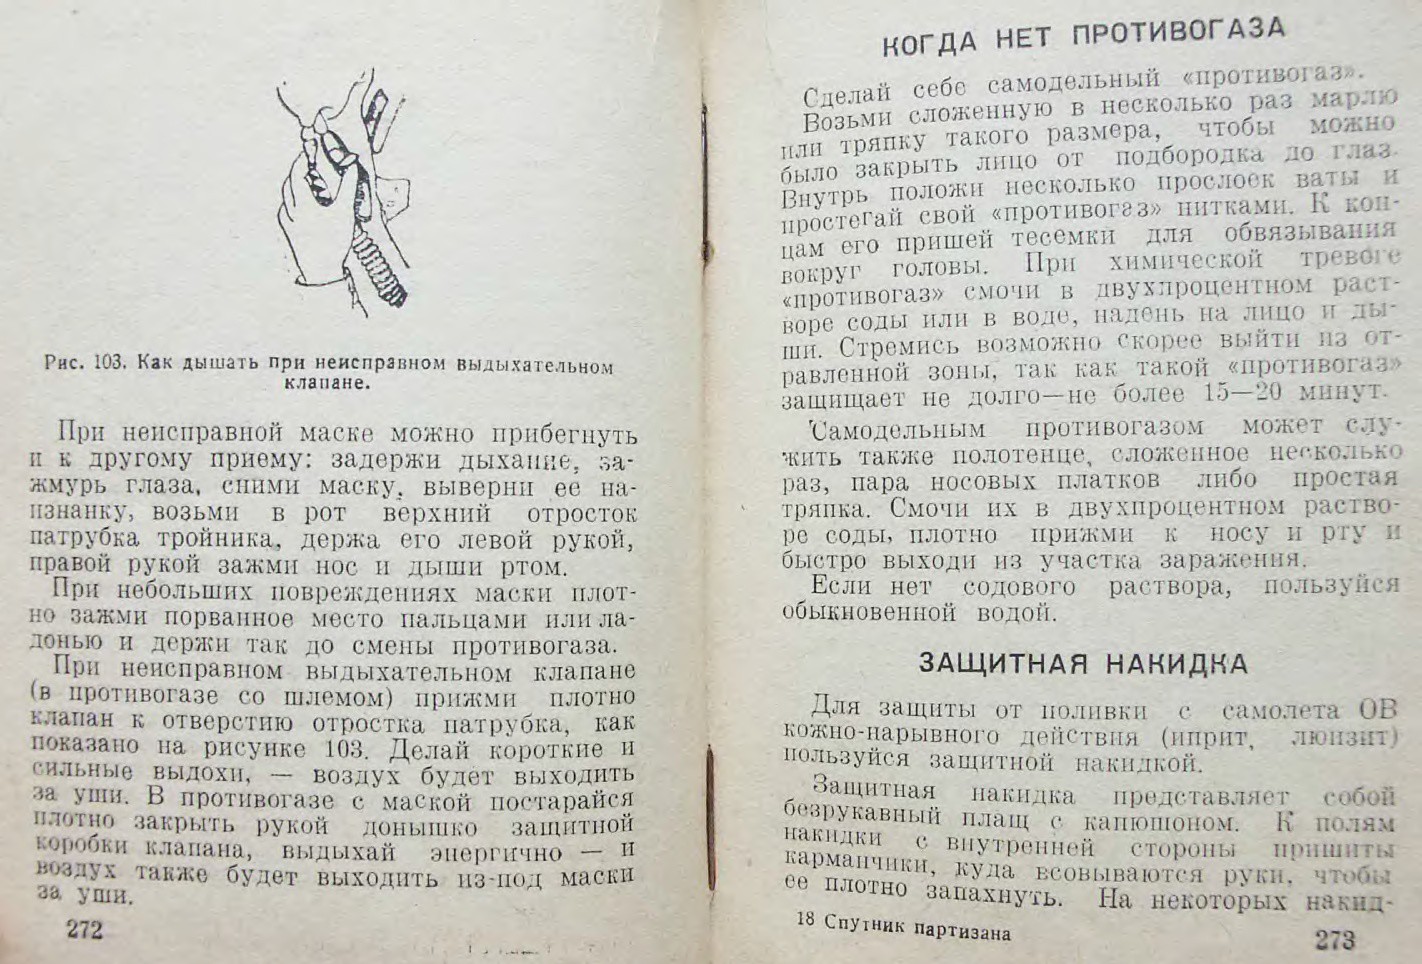 Рис. 103. Как дышать при неисправном выдыхательном
клапане.
При неисправной маске можно прибегнуть
и к другому приему: задержи дыхание, за-
жмурь глаза, сними маску, выверни ее на-
изнанку, возьми в рот верхний отросток
патрубка тройника, держа его левой рукой,
правой рукой зажми нос и дыши ртом.
При небольших повреждениях маски плот-
но зажми порванное место пальцами или ла-
донью и держи так до смены противогаза.
При неисправном выдыхательном клапане
(в противогазе со шлемом) прижми плотно
клапан к отверстию отростка патрубка, как
показано на рисунке 103. Делай короткие и
сильные выдохи, — воздух будет выходить
за уши. В противогазе с маской постарайся
плотно закрыть рукой донышко защитной
коробки клапана, выдыхай энергично — и
воздух также будет выходить из-под маски
за уши.
272
КОГДА НЕТ ПРОТИВОГАЗА
Сделай себе самодельный «противогаз».
Возьми сложенную в несколько раз марлю
или тряпку такого размера, чтобы можно
было закрыть лицо от подбородка до глаз.
Внутрь положи несколько прослоек ваты и
простегай свой «противогаз» нитками. К кон-
цам его пришей тесемки для обвязывания
вокруг головы. При химической тревоге
«противогаз» смочи в двухпроцентном раст-
воре соды или в воде, надень на лицо и ды-
ши. Стремись возможно скорее выйти из от-
равленной зоны, так как такой «противогаз»
защищает не долго—не более 15—20 минут.
Самодельным противогазом может слу-
жить также полотенце, сложенное несколько
раз, пара носовых платков либо простая
тряпка. Смочи их в двухпроцентном раство-
ре соды, плотно прижми к носу и рту и
быстро выходи из участка заражения.
Если нет содового раствора, пользуйся
обыкновенной водой.
ЗАЩИТНАЯ НАКИДКА
Для защиты от поливки с самолета ОВ
кожно-нарывного действия (иприт, люизит)
пользуйся защитной накидкой.
Защитная накидка представляет собой
безрукавный плащ с капюшоном. К полям
накидки с внутренней стороны пришиты
карманчики, куда всовываются руки, чтобы
ее плотно запахнуть. На некоторых накид-
18 Спутник партизана
273